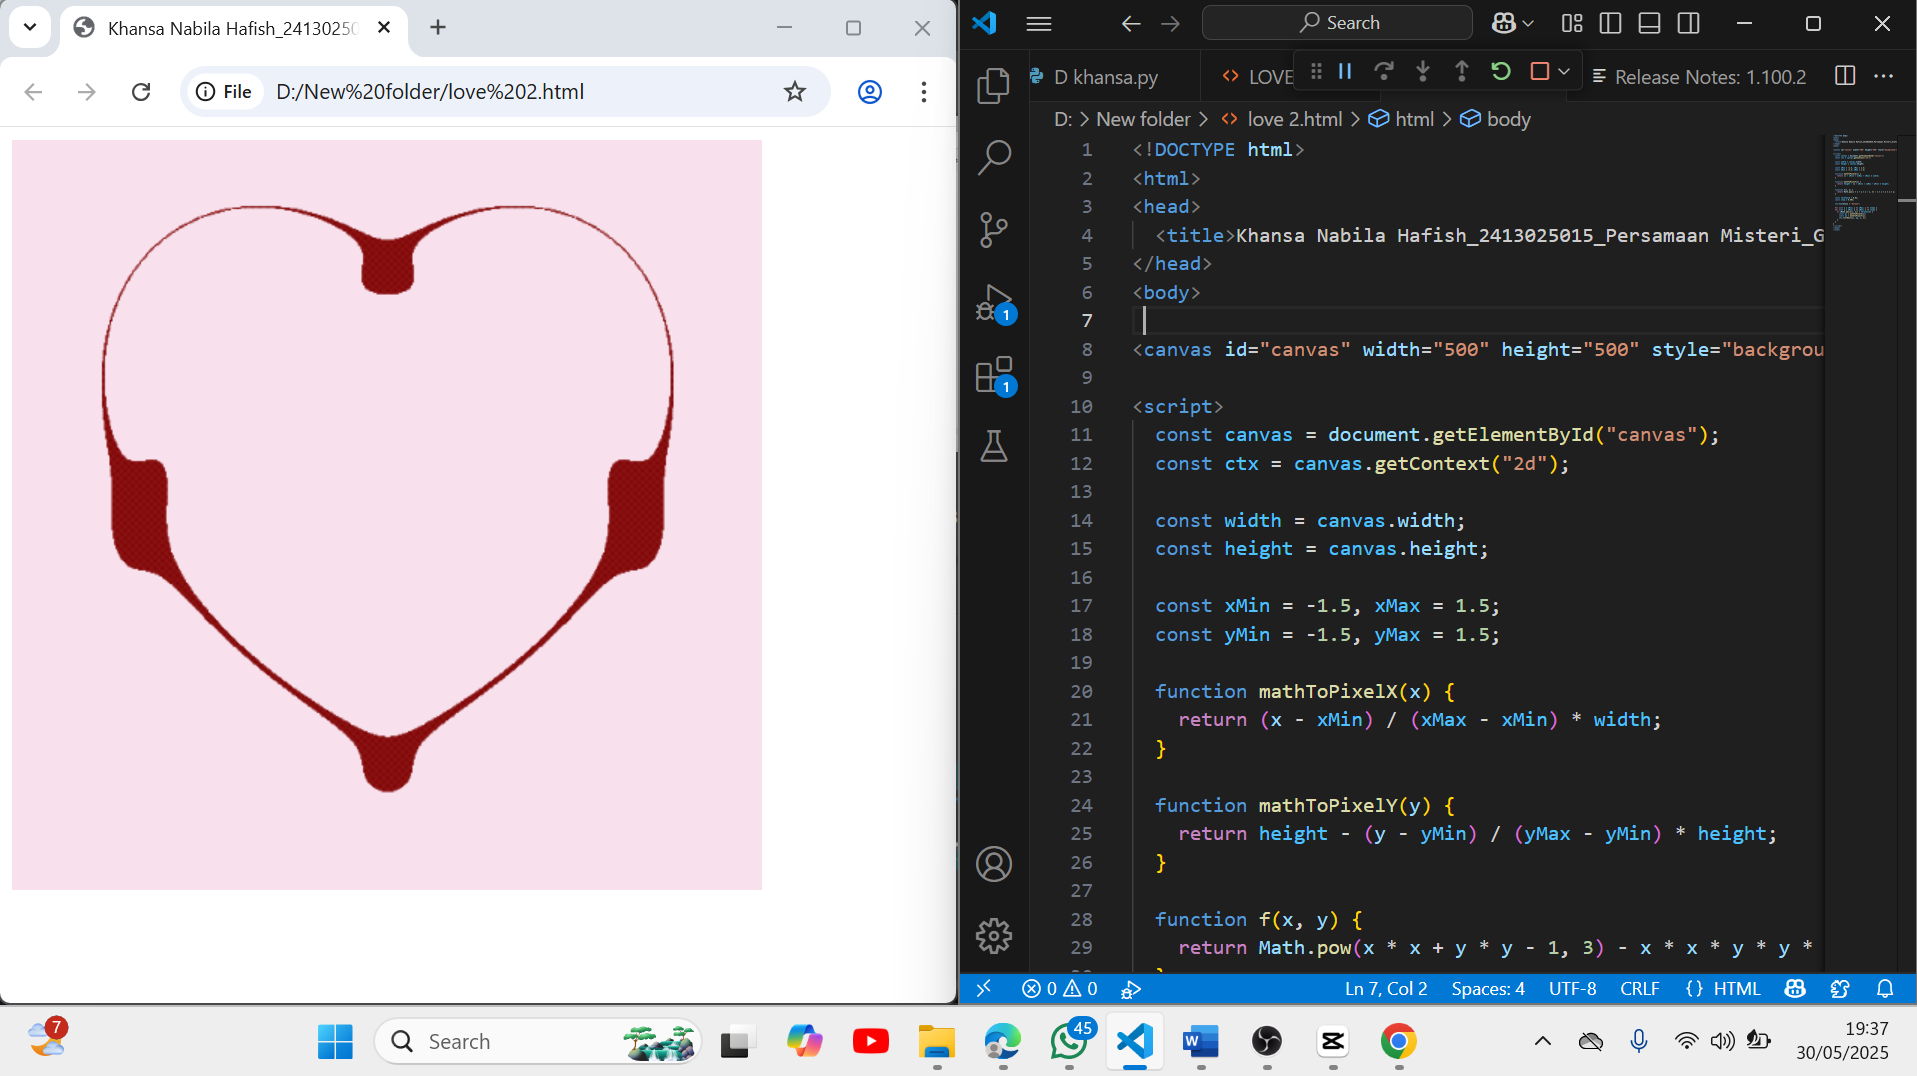 Khansa Nabila Hafish_24130250
File D:/New%20folder/love%202.html
Search
D khansa.py LOVE Release Notes: 1.100.2
D: > New folder > love 2.html > html > body
1 <!DOCTYPE html>
2 <html>
3 <head>
4 <title>Khansa Nabila Hafish_2413025015_Persamaan Misteri_G
5 </head>
6 <body>
7
8 <canvas id="canvas" width="500" height="500" style="backgrou
9
10 <script>
11 const canvas = document.getElementById("canvas");
12 const ctx = canvas.getContext("2d");
13
14 const width = canvas.width;
15 const height = canvas.height;
16
17 const xMin = -1.5, xMax = 1.5;
18 const yMin = -1.5, yMax = 1.5;
19
20 function mathToPixelX(x) {
21 return (x - xMin) / (xMax - xMin) * width;
22 }
23
24 function mathToPixelY(y) {
25 return height - (y - yMin) / (yMax - yMin) * height;
26 }
27
28 function f(x, y) {
29 return Math.pow(x * x + y * y - 1, 3) - x * x * y * y *
1
1
0 0 Ln 7, Col 2 Spaces: 4 UTF-8 CRLF {} HTML
7 Search 45 19:37
30/05/2025